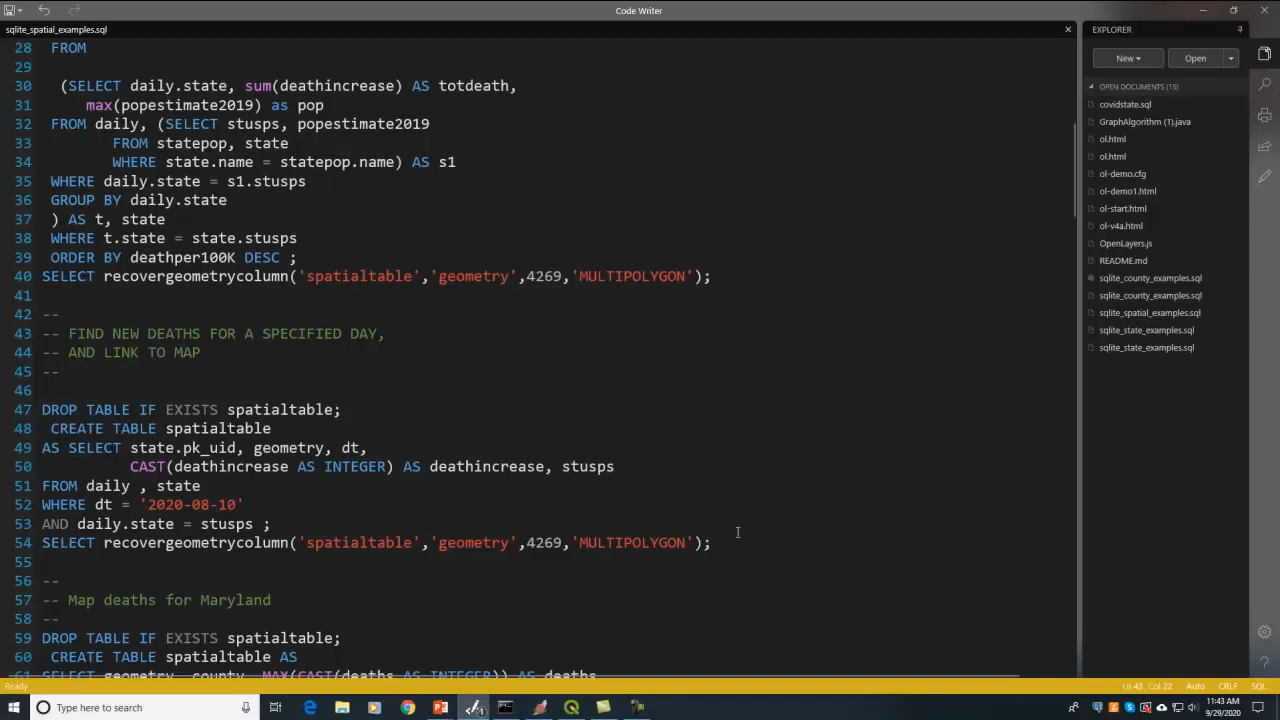 Code Writer
sqlite_spatial_examples.sql
28 FROM
29
30 (SELECT daily.state, sum(deathincrease) AS totdeath,
31 max(popestimate2019) as pop
32 FROM daily, (SELECT stusps, popestimate2019
33 FROM statepop, state
34 WHERE state.name = statepop.name) AS s1
35 WHERE daily.state = s1.stusps
36 GROUP BY daily.state
37 ) AS t, state
38 WHERE t.state = state.stusps
39 ORDER BY deathper100K DESC ;
40 SELECT recovergeometrycolumn('spatialtable','geometry',4269,'MULTIPOLYGON');
41
42 --
43 -- FIND NEW DEATHS FOR A SPECIFIED DAY,
44 -- AND LINK TO MAP
45 --
46
47 DROP TABLE IF EXISTS spatialtable;
48 CREATE TABLE spatialtable
49 AS SELECT state.pk_uid, geometry, dt,
50 CAST(deathincrease AS INTEGER) AS deathincrease, stusps
51 FROM daily , state
52 WHERE dt = '2020-08-10'
53 AND daily.state = stusps ;
54 SELECT recovergeometrycolumn('spatialtable','geometry',4269,'MULTIPOLYGON');
55
56 --
57 -- Map deaths for Maryland
58 --
59 DROP TABLE IF EXISTS spatialtable;
60 CREATE TABLE spatialtable AS
61 SELECT geometry, county, MAX(CAST(deaths AS INTEGER)) AS deaths
EXPLORER
New
Open
OPEN DOCUMENTS (15)
covidstate.sql
GraphAlgorithm (1).java
ol.html
ol.html
ol-demo.cfg
ol-demo1.html
ol-start.html
ol-v4a.html
OpenLayers.js
README.md
sqlite_county_examples.sql
sqlite_county_examples.sql
sqlite_spatial_examples.sql
sqlite_state_examples.sql
sqlite_state_examples.sql
Ready
Ln 43, Col 22
Auto
CRLF
SQL
Type here to search
11:43 AM
9/29/2020